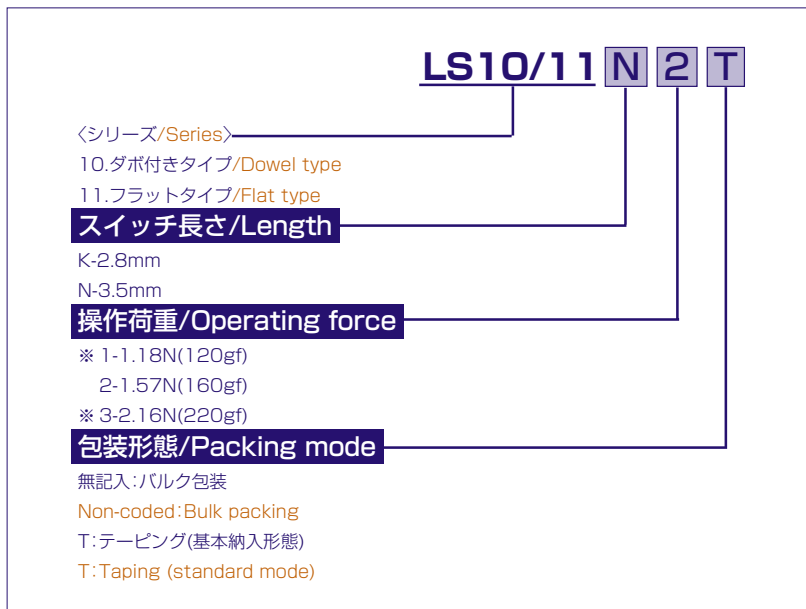 LS10/11 N 2 T
〈シリーズ/Series〉
10.ダボ付きタイプ/Dowel type
11.フラットタイプ/Flat type
スイッチ長さ/Length
K-2.8mm
N-3.5mm
操作荷重/Operating force
※ 1-1.18N(120gf)
2-1.57N(160gf)
※ 3-2.16N(220gf)
包装形態/Packing mode
無記入:バルク包装
Non-coded:Bulk packing
T:テーピング(基本納入形態)
T:Taping (standard mode)